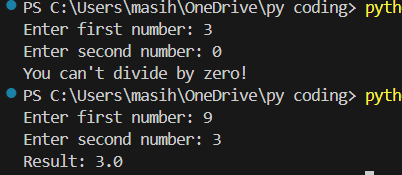 PS C:\Users\masih\OneDrive\py coding> pyth
Enter first number: 3
Enter second number: 0
You can't divide by zero!
PS C:\Users\masih\OneDrive\py coding> pyth
Enter first number: 9
Enter second number: 3
Result: 3.0